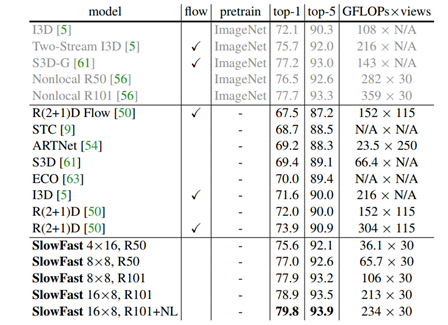 model flow pretrain top-1 top-5 GFLOPs×views
I3D [5] ImageNet 72.1 90.3 108 × N/A
Two-Stream I3D [5] ✓ ImageNet 75.7 92.0 216 × N/A
S3D-G [61] ✓ ImageNet 77.2 93.0 143 × N/A
Nonlocal R50 [56] ImageNet 76.5 92.6 282 × 30
Nonlocal R101 [56] ImageNet 77.7 93.3 359 × 30
R(2+1)D Flow [50] ✓ - 67.5 87.2 152 × 115
STC [9] - 68.7 88.5 N/A × N/A
ARTNet [54] - 69.2 88.3 23.5 × 250
S3D [61] - 69.4 89.1 66.4 × N/A
ECO [63] - 70.0 89.4 N/A × N/A
I3D [5] ✓ - 71.6 90.0 216 × N/A
R(2+1)D [50] - 72.0 90.0 152 × 115
R(2+1)D [50] ✓ - 73.9 90.9 304 × 115
SlowFast 4×16, R50 - 75.6 92.1 36.1 × 30
SlowFast 8×8, R50 - 77.0 92.6 65.7 × 30
SlowFast 8×8, R101 - 77.9 93.2 106 × 30
SlowFast 16×8, R101 - 78.9 93.5 213 × 30
SlowFast 16×8, R101+NL - 79.8 93.9 234 × 30